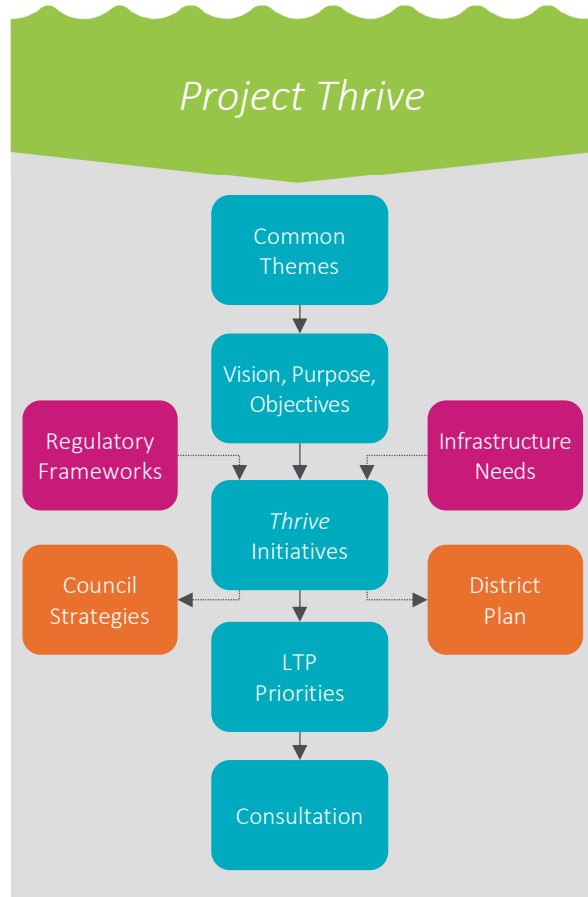 Project Thrive
Common
Themes
Vision, Purpose,
Objectives
Regulatory
Frameworks
Infrastructure
Needs
Thrive
Initiatives
Council
Strategies
District
Plan
LTP
Priorities
Consultation